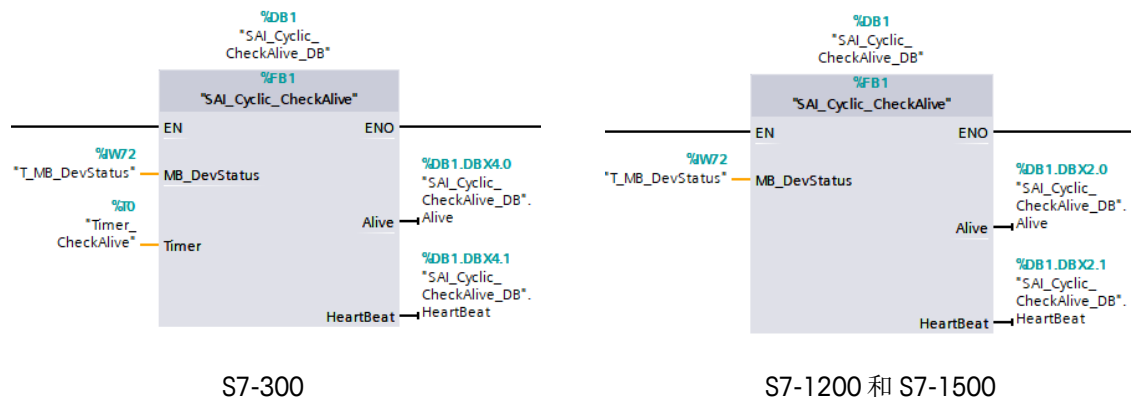 %DB1
"SAI_Cyclic_
CheckAlive_DB"
%FB1
"SAI_Cyclic_CheckAlive"
EN
ENO
%IW72
"T_MB_DevStatus"
MB_DevStatus
%T0
"Timer_
CheckAlive"
Timer
%DB1.DBX4.0
"SAI_Cyclic_
CheckAlive_DB".
Alive
Alive
%DB1.DBX4.1
"SAI_Cyclic_
CheckAlive_DB".
HeartBeat
HeartBeat
S7-300
%DB1
"SAI_Cyclic_
CheckAlive_DB"
%FB1
"SAI_Cyclic_CheckAlive"
EN
ENO
%IW72
"T_MB_DevStatus"
MB_DevStatus
%DB1.DBX2.0
"SAI_Cyclic_
CheckAlive_DB".
Alive
Alive
%DB1.DBX2.1
"SAI_Cyclic_
CheckAlive_DB".
HeartBeat
HeartBeat
S7-1200 和 S7-1500